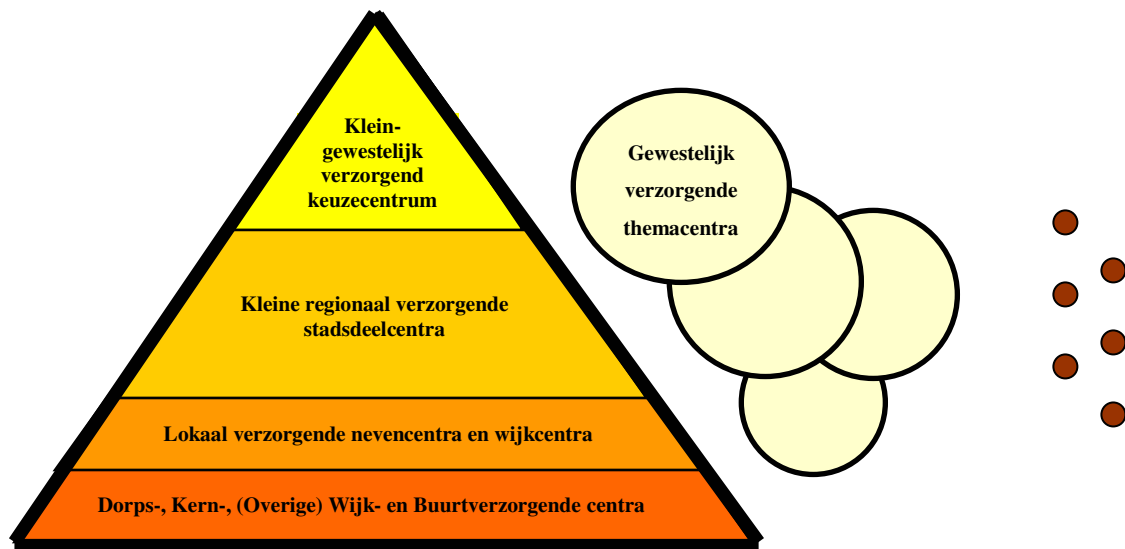 Klein-
gewestelijk
verzorgend
keuzecentrum
Gewestelijk
verzorgende
themacentra
Kleine regionaal verzorgende
stadsdeelcentra
Lokaal verzorgende nevencentra en wijkcentra
Dorps-, Kern-, (Overige) Wijk- en Buurtverzorgende centra